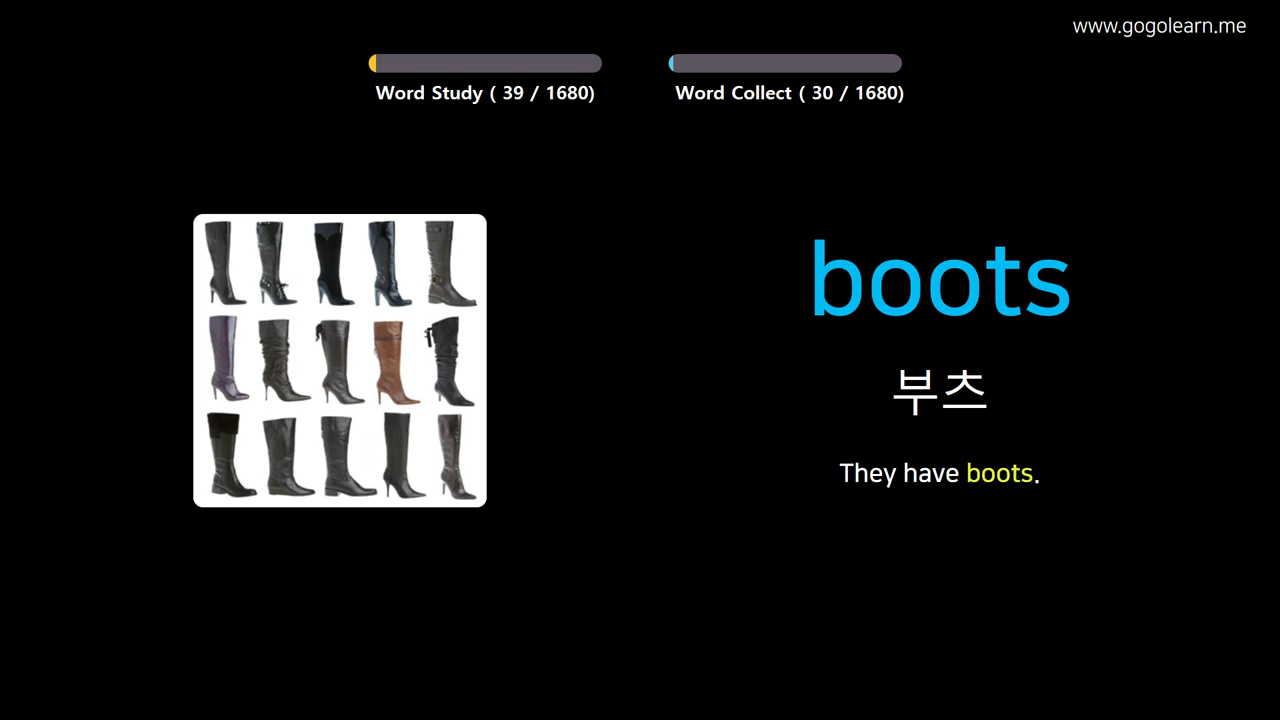 www.gogolearn.me
Word Study ( 39 / 1680)
Word Collect ( 30 / 1680)
boots
부츠
They have boots.